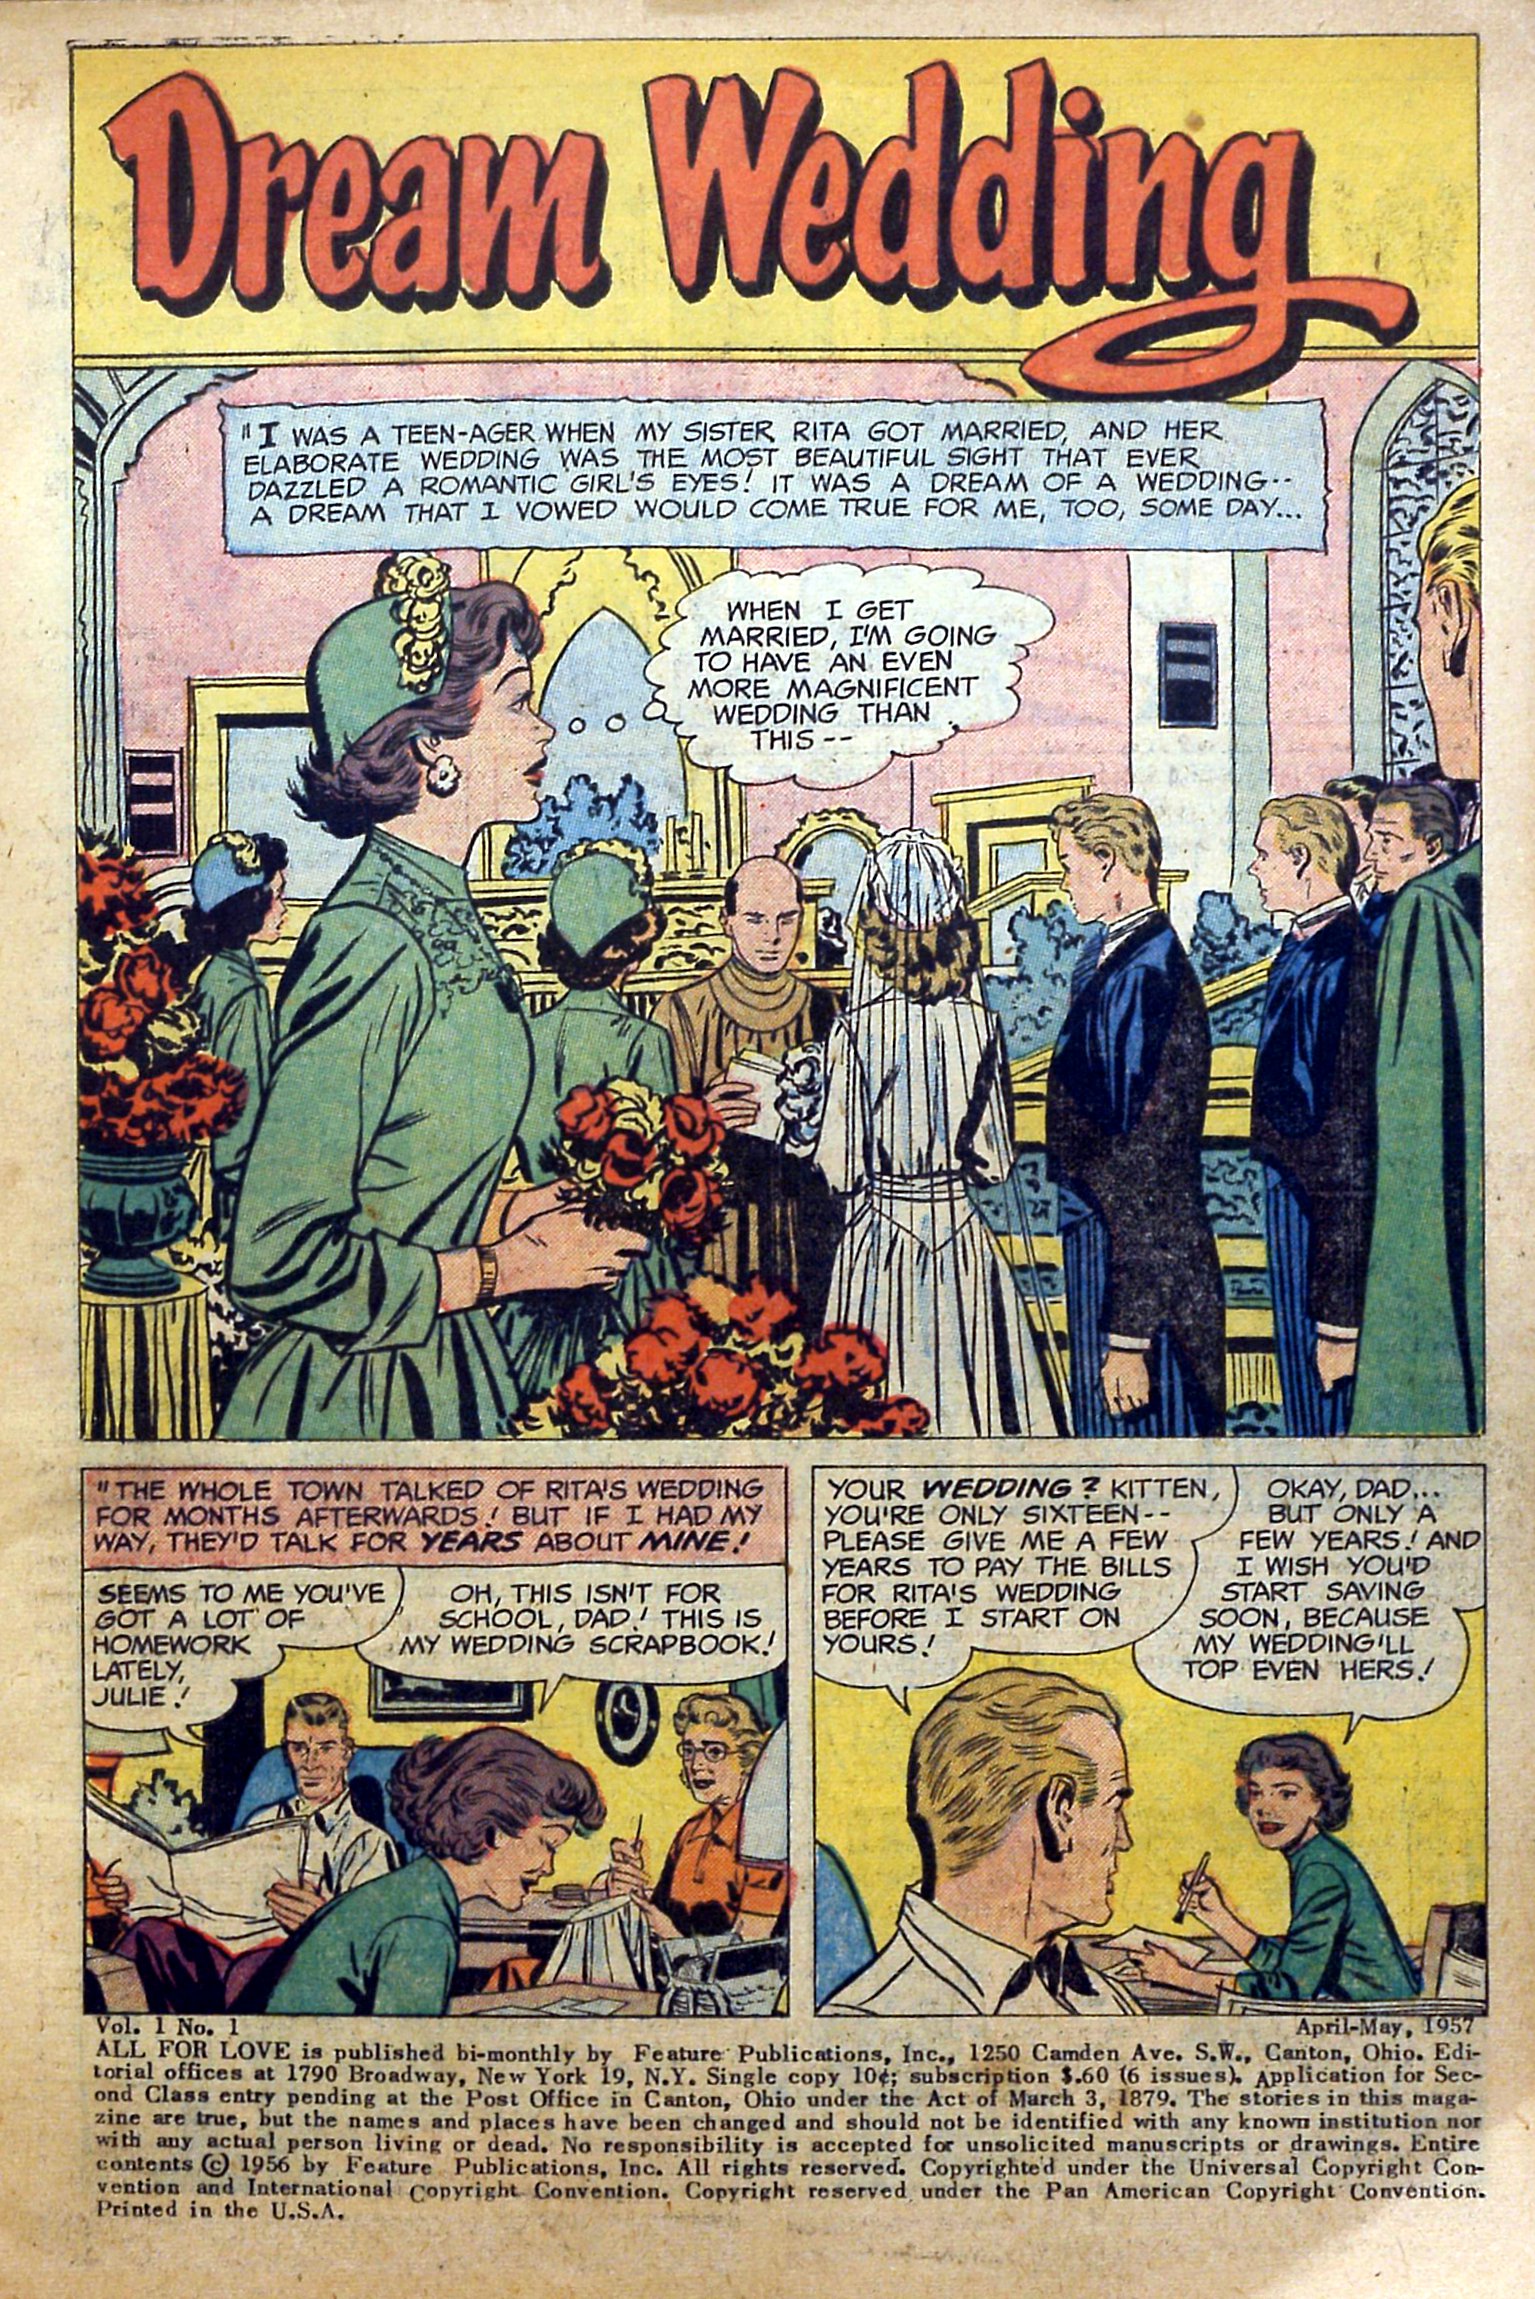 Dream Wedding
"I WAS A TEEN-AGER WHEN MY SISTER RITA GOT MARRIED, AND HER
ELABORATE WEDDING WAS THE MOST BEAUTIFUL SIGHT THAT EVER
DAZZLED A ROMANTIC GIRL'S EYES! IT WAS A DREAM OF A WEDDING--
A DREAM THAT I VOWED WOULD COME TRUE FOR ME, TOO, SOME DAY...
WHEN I GET
MARRIED, I'M GOING
TO HAVE AN EVEN
MORE MAGNIFICENT
WEDDING THAN
THIS--
"THE WHOLE TOWN TALKED OF RITA'S WEDDING
FOR MONTHS AFTERWARDS! BUT IF I HAD MY
WAY, THEY'D TALK FOR YEARS ABOUT MINE!
SEEMS TO ME YOU'VE
GOT A LOT OF
HOMEWORK
LATELY,
JULIE!
OH, THIS ISN'T FOR
SCHOOL, DAD! THIS IS
MY WEDDING SCRAPBOOK!
YOUR WEDDING? KITTEN,
YOU'RE ONLY SIXTEEN--
PLEASE GIVE ME A FEW
YEARS TO PAY THE BILLS
FOR RITA'S WEDDING
BEFORE I START ON
YOURS!
OKAY, DAD...
BUT ONLY A
FEW YEARS! AND
I WISH YOU'D
START SAVING
SOON, BECAUSE
MY WEDDING'LL
TOP EVEN HERS!
Vol. 1 No. 1
April-May, 1957
ALL FOR LOVE is published bi-monthly by Feature Publications, Inc., 1250 Camden Ave. S.W., Canton, Ohio. Edi-
torial offices at 1790 Broadway, New York 19, N.Y. Single copy 10¢; subscription $.60 (6 issues). Application for Sec-
ond Class entry pending at the Post Office in Canton, Ohio under the Act of March 3, 1879. The stories in this maga-
zine are true, but the names and places have been changed and should not be identified with any known institution nor
with any actual person living or dead. No responsibility is accepted for unsolicited manuscripts or drawings. Entire
contents © 1956 by Feature Publications, Inc. All rights reserved. Copyrighted under the Universal Copyright Con-
vention and International Copyright Convention. Copyright reserved under the Pan American Copyright Convention.
Printed in the U.S.A.